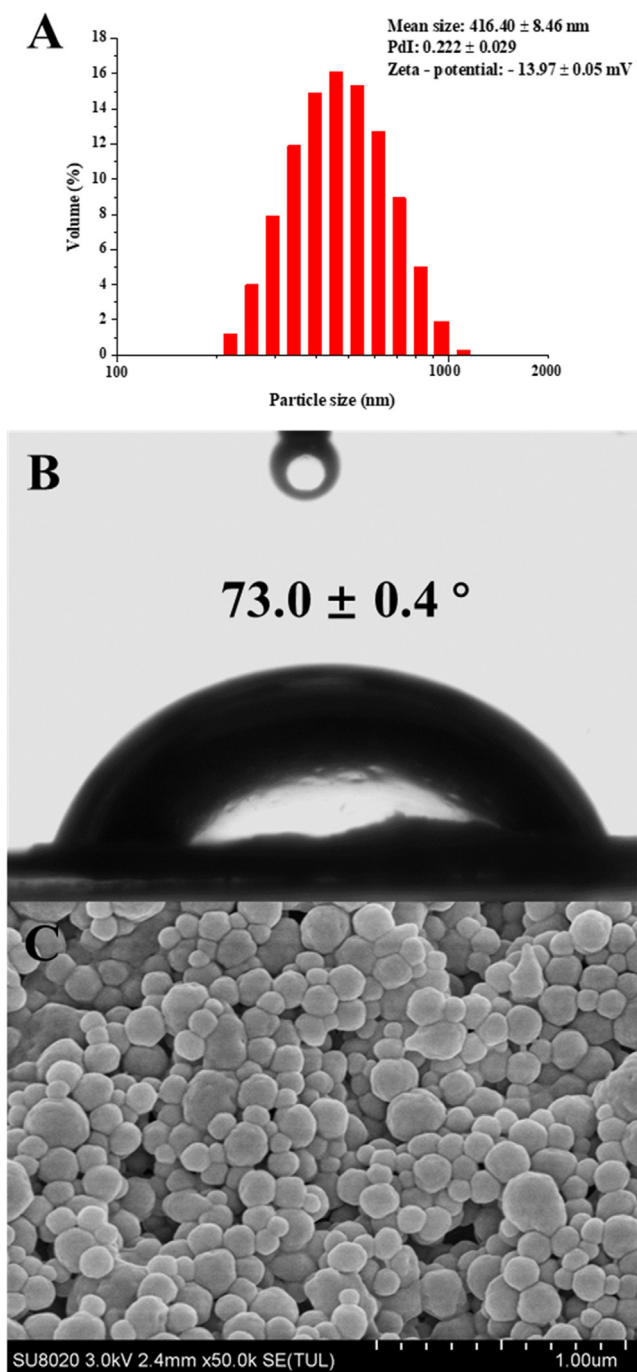 A
Mean size: 416.40 ± 8.46 nm
PdI: 0.222 ± 0.029
Zeta - potential: - 13.97 ± 0.05 mV
18
16
14
12
10
8
6
4
2
0
Volume (%)
100 1000 2000
Particle size (nm)
B
73.0 ± 0.4 °
C
SU8020 3.0kV 2.4mm x50.0k SE(TUL) 1.00um